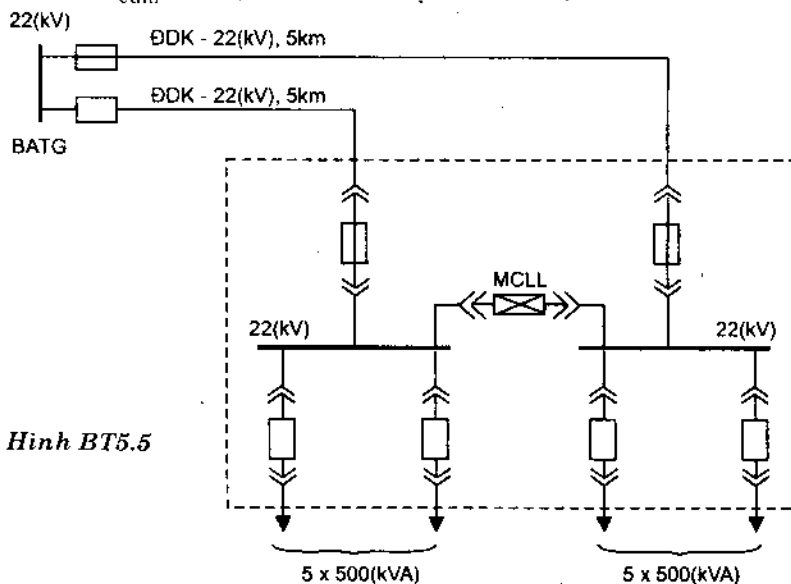 22(kV)
ĐDK - 22(kV), 5km
ĐDK - 22(kV), 5km
BATG
MCLL
22(kV)
22(kV)
Hình BT5.5
5 x 500(kVA)
5 x 500(kVA)